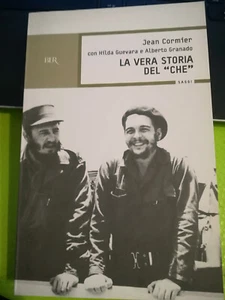 BUR
Jean Cormier
con Hilda Guevara e Alberto Granado
LA VERA STORIA
DEL “CHE”
SAGGI